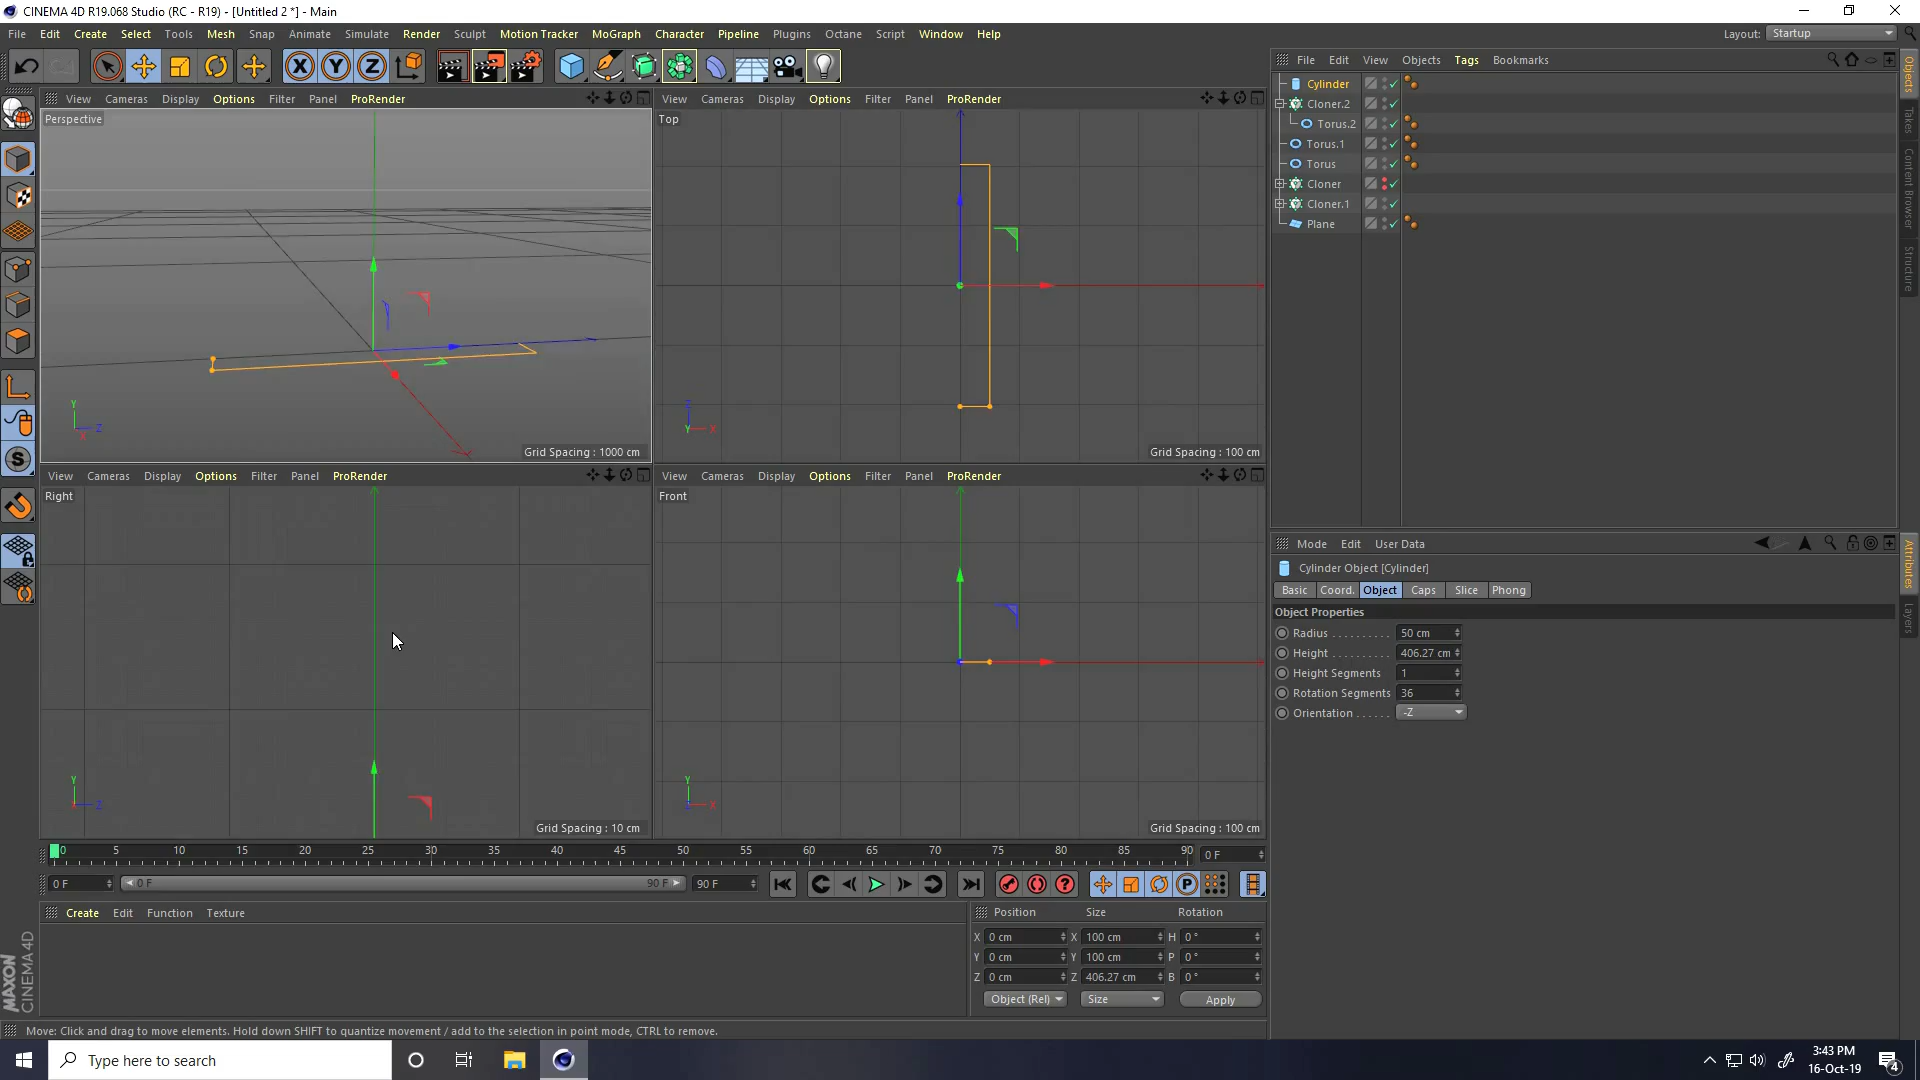 CINEMA 4D R19.068 Studio (RC - R19) - [Untitled 2 *] - Main
File Edit Create Select Tools Mesh Snap Animate Simulate Render Sculpt Motion Tracker MoGraph Character Pipeline Plugins Octane Script Window Help Layout: Startup
File Edit View Objects Tags Bookmarks
View Cameras Display Options Filter Panel ProRender
View Cameras Display Options Filter Panel ProRender
Perspective
Top
Grid Spacing : 1000 cm
Grid Spacing : 100 cm
Cylinder
Cloner.2
Torus.2
Torus.1
Torus
Cloner
Cloner.1
Plane
Objects
Takes
Content Browser
Structure
View Cameras Display Options Filter Panel ProRender
View Cameras Display Options Filter Panel ProRender
Right
Front
Grid Spacing : 10 cm
Grid Spacing : 100 cm
Mode Edit User Data
Cylinder Object [Cylinder]
Basic Coord. Object Caps Slice Phong
Object Properties
Radius . . . . . . . . . . 50 cm
Height . . . . . . . . . . 406.27 cm
Height Segments 1
Rotation Segments 36
Orientation . . . . . . -Z
Attributes
Layers
0 5 10 15 20 25 30 35 40 45 50 55 60 65 70 75 80 85 90 0 F
0 F 0 F 90 F 90 F
Create Edit Function Texture
Position Size Rotation
X 0 cm X 100 cm H 0 °
Y 0 cm Y 100 cm P 0 °
Z 0 cm Z 406.27 cm B 0 °
Object (Rel) Size Apply
MAXON
CINEMA 4D
Move: Click and drag to move elements. Hold down SHIFT to quantize movement / add to the selection in point mode, CTRL to remove.
Type here to search
3:43 PM
16-Oct-19
4